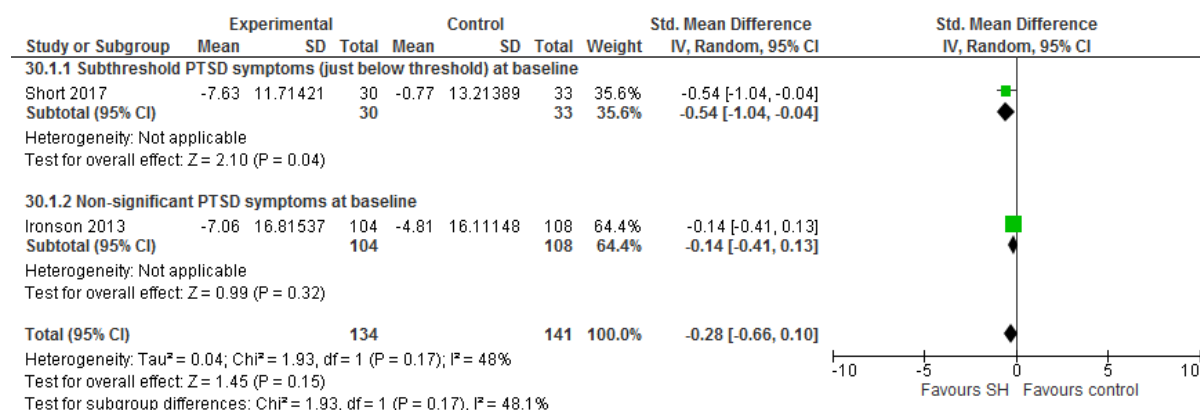 Experimental Control Std. Mean Difference Std. Mean Difference
Study or Subgroup Mean SD Total Mean SD Total Weight IV, Random, 95% CI IV, Random, 95% CI
30.1.1 Subthreshold PTSD symptoms (just below threshold) at baseline
Short 2017 -7.63 11.71421 30 -0.77 13.21389 33 35.6% -0.54 [-1.04, -0.04]
Subtotal (95% CI) 30 33 35.6% -0.54 [-1.04, -0.04]
Heterogeneity: Not applicable
Test for overall effect: Z = 2.10 (P = 0.04)
30.1.2 Non-significant PTSD symptoms at baseline
Ironson 2013 -7.06 16.81537 104 -4.81 16.11148 108 64.4% -0.14 [-0.41, 0.13]
Subtotal (95% CI) 104 108 64.4% -0.14 [-0.41, 0.13]
Heterogeneity: Not applicable
Test for overall effect: Z = 0.99 (P = 0.32)
Total (95% CI) 134 141 100.0% -0.28 [-0.66, 0.10]
Heterogeneity: Tau² = 0.04; Chi² = 1.93, df = 1 (P = 0.17); I² = 48%
Test for overall effect: Z = 1.45 (P = 0.15)
Test for subgroup differences: Chi² = 1.93, df = 1 (P = 0.17), I² = 48.1%
-10 -5 0 5 10
Favours SH Favours control